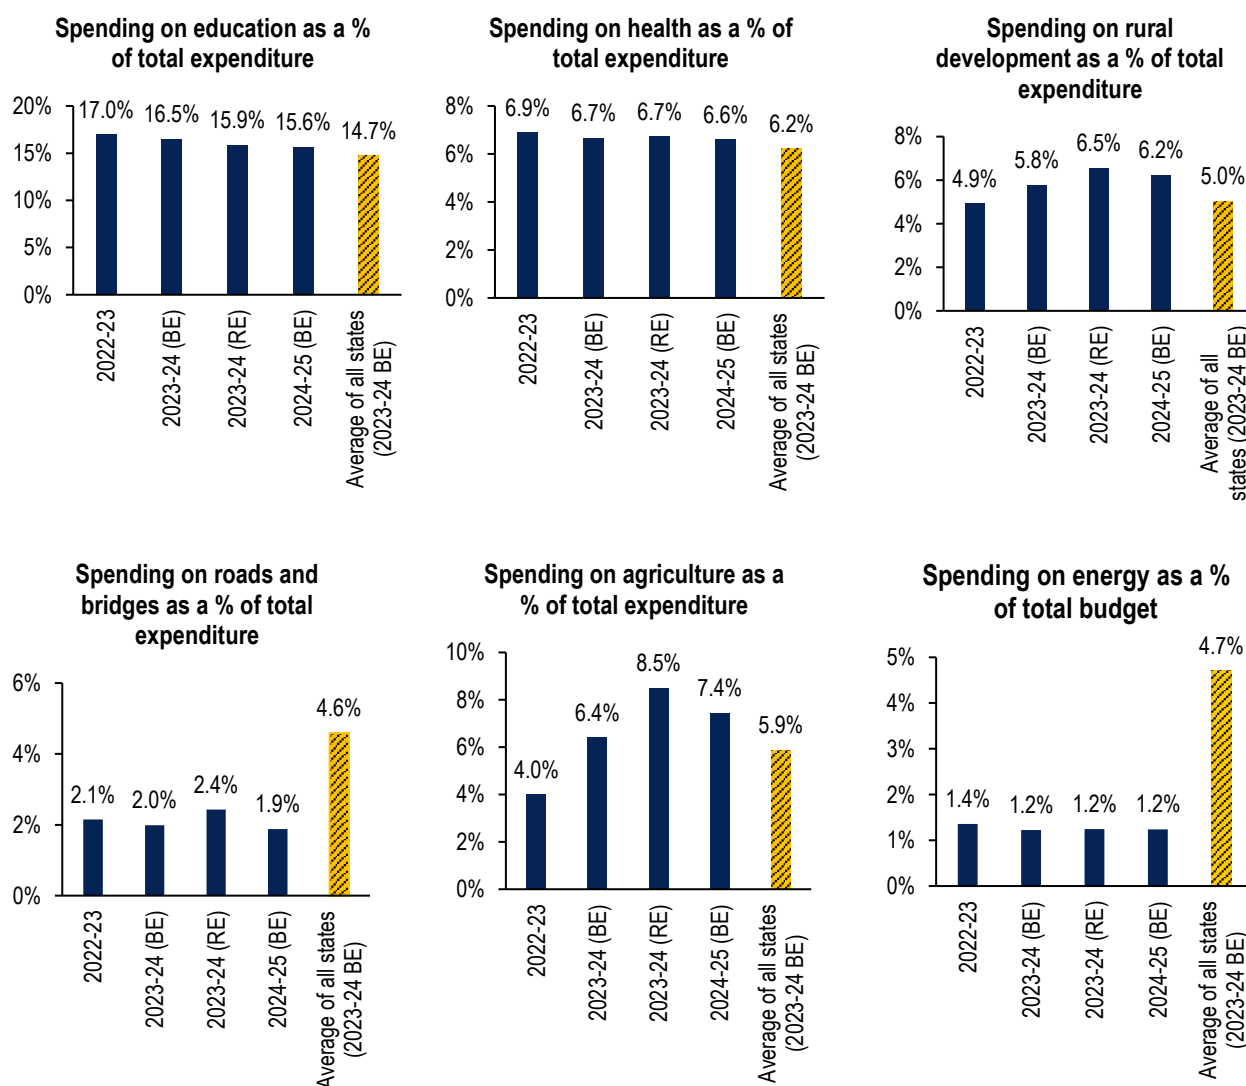 Spending on education as a %
of total expenditure
20%
15%
10%
5%
0%
17.0%
16.5%
15.9%
15.6%
14.7%
2022-23
2023-24 (BE)
2023-24 (RE)
2024-25 (BE)
Average of all states
(2023-24 BE)
Spending on health as a % of
total expenditure
8%
6%
4%
2%
0%
6.9%
6.7%
6.7%
6.6%
6.2%
2022-23
2023-24 (BE)
2023-24 (RE)
2024-25 (BE)
Average of all states
(2023-24 BE)
Spending on rural
development as a % of total
expenditure
8%
6%
4%
2%
0%
4.9%
5.8%
6.5%
6.2%
5.0%
2022-23
2023-24 (BE)
2023-24 (RE)
2024-25 (BE)
Average of all
states (2023-24 BE)
Spending on roads and
bridges as a % of total
expenditure
6%
4%
2%
0%
2.1%
2.0%
2.4%
1.9%
4.6%
2022-23
2023-24 (BE)
2023-24 (RE)
2024-25 (BE)
Average of all states
(2023-24 BE)
Spending on agriculture as a
% of total expenditure
10%
8%
6%
4%
2%
0%
4.0%
6.4%
8.5%
7.4%
5.9%
2022-23
2023-24 (BE)
2023-24 (RE)
2024-25 (BE)
Average of all states
(2023-24 BE)
Spending on energy as a %
of total budget
5%
4%
3%
2%
1%
0%
1.4%
1.2%
1.2%
1.2%
4.7%
2022-23
2023-24 (BE)
2023-24 (RE)
2024-25 (BE)
Average of all states
(2023-24 BE)